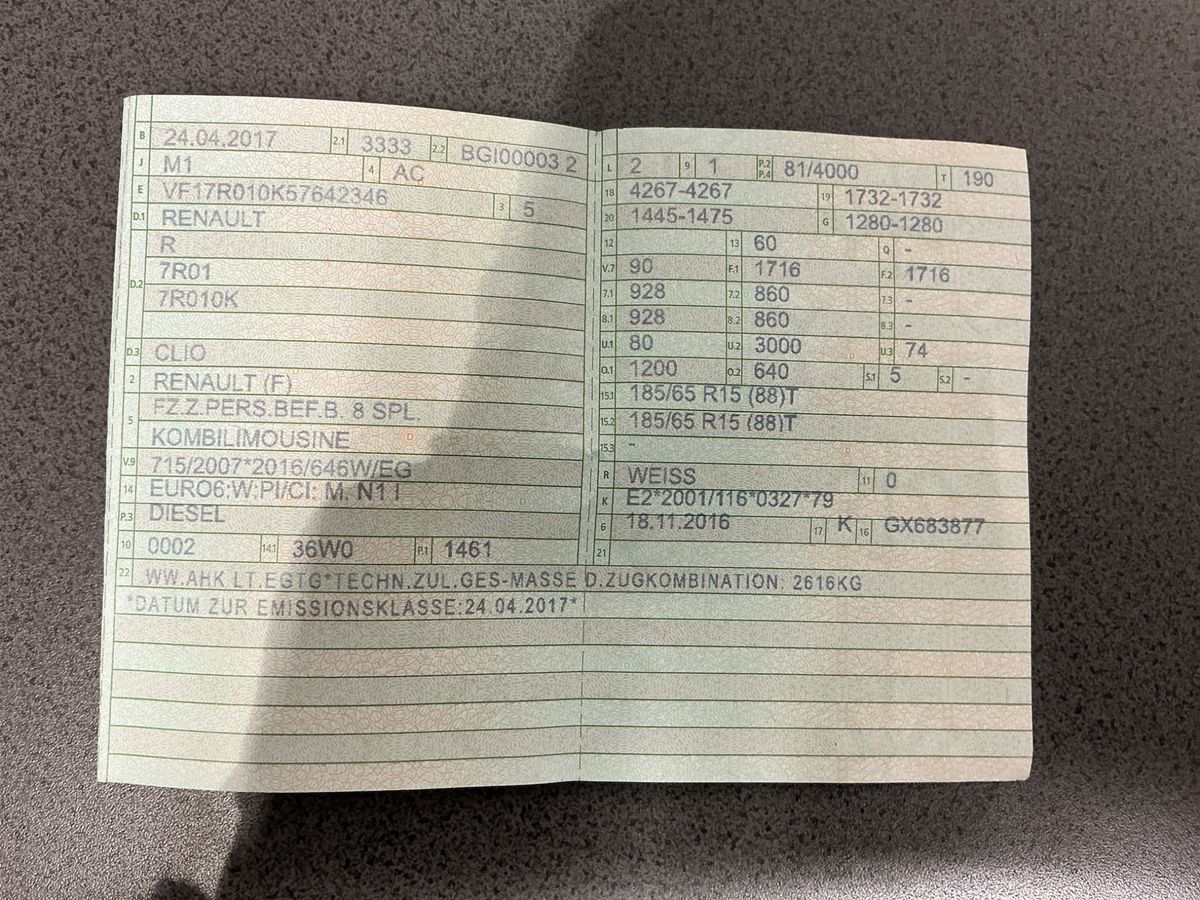 B 24.04.2017 2.1 3333 2.2 BGI00003 2
J M1 4 AC
E VF17R010K57642346 3 5
D.1 RENAULT
D.2 R
7R01
7R010K
D.3 CLIO
2 RENAULT (F)
5 FZ.Z.PERS.BEF.B. 8 SPL.
KOMBILIMOUSINE
V.9 715/2007*2016/646W/EG
14 EURO6:W:PI/CI: M, N1 I
P.3 DIESEL
10 0002 14.1 36W0 P.1 1461
L 2 9 1 P.2 P.4 81/4000 T 190
18 4267-4267 19 1732-1732
20 1445-1475 G 1280-1280
12 13 60 Q -
V.7 90 F.1 1716 F.2 1716
7.1 928 7.2 860 7.3 -
8.1 928 8.2 860 8.3 -
U.1 80 U.2 3000 U.3 74
O.1 1200 O.2 640 S.1 5 S.2 -
15.1 185/65 R15 (88)T
15.2 185/65 R15 (88)T
15.3 -
R WEISS 11 0
K E2*2001/116*0327*79
6 18.11.2016 17 K 16 GX683877
21
22 WW.AHK LT.EGTG*TECHN.ZUL.GES-MASSE D.ZUGKOMBINATION: 2616KG
*DATUM ZUR EMISSIONSKLASSE:24.04.2017*